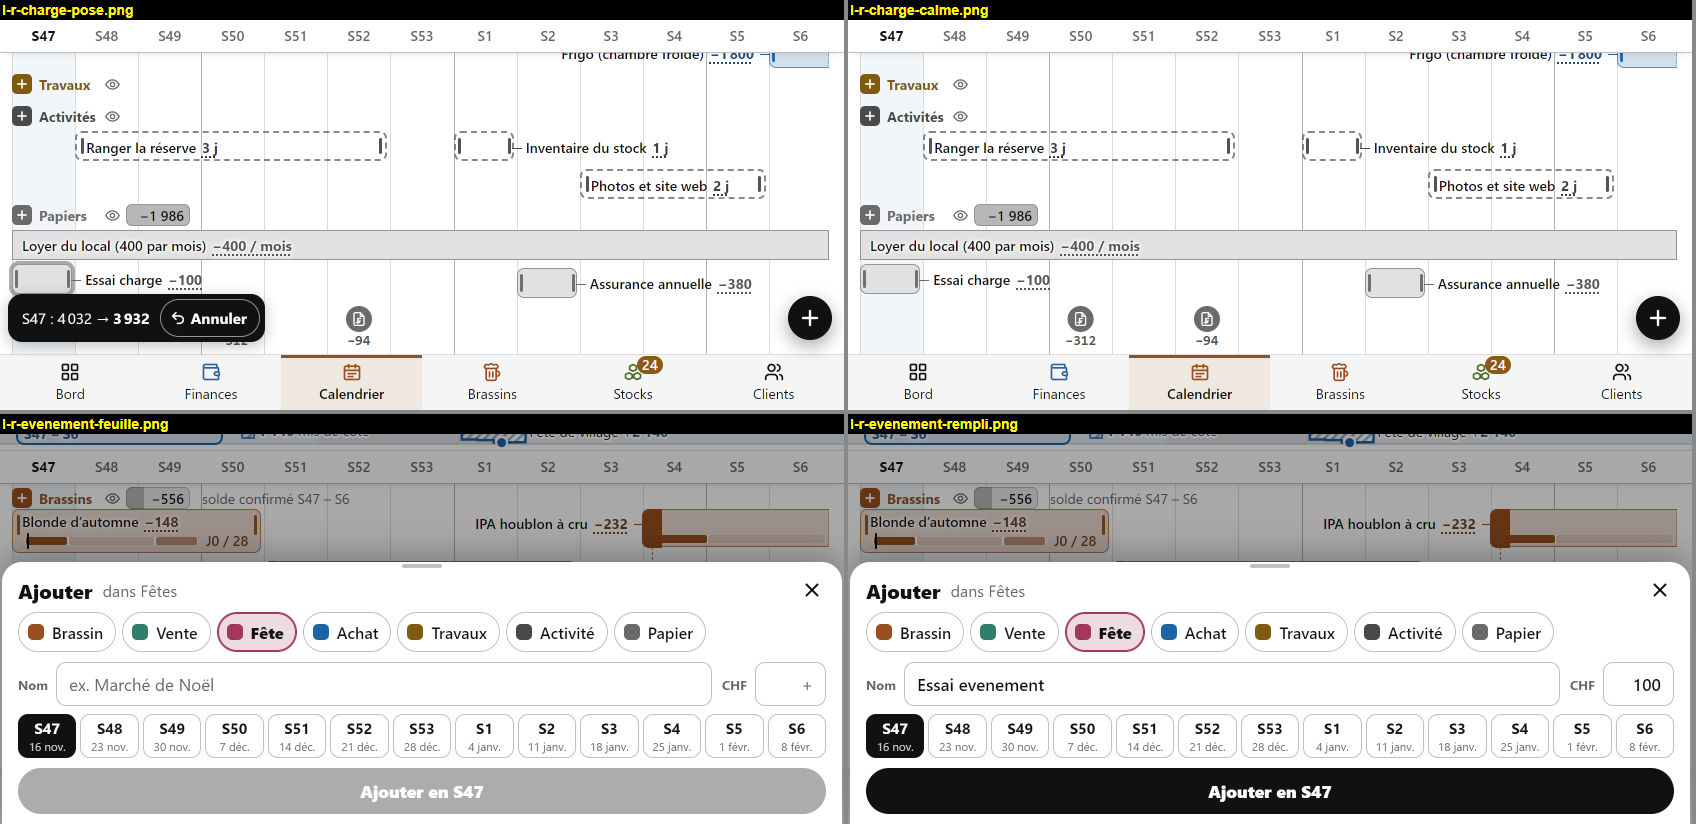 l-r-charge-pose.png
S47 S48 S49 S50 S51 S52 S53 S1 S2 S3 S4 S5 S6
Frigo (chambre froide) −1 800
Travaux
Activités
Ranger la réserve 3 j
Inventaire du stock 1 j
Photos et site web 2 j
Papiers −1 986
Loyer du local (400 par mois) −400 / mois
Essai charge −100
Assurance annuelle −380
S47 : 4 032 → 3 932 Annuler
−94
Bord Finances Calendrier Brassins 24 Stocks Clients
l-r-charge-calme.png
S47 S48 S49 S50 S51 S52 S53 S1 S2 S3 S4 S5 S6
Frigo (chambre froide) −1 800
Travaux
Activités
Ranger la réserve 3 j
Inventaire du stock 1 j
Photos et site web 2 j
Papiers −1 986
Loyer du local (400 par mois) −400 / mois
Essai charge −100
Assurance annuelle −380
−312 −94
Bord Finances Calendrier Brassins 24 Stocks Clients
l-r-evenement-feuille.png
S47 – S6
S47 S48 S49 S50 S51 S52 S53 S1 S2 S3 S4 S5 S6
Brassins −556 solde confirmé S47 – S6
Blonde d'automne −148
J0 / 28
IPA houblon à cru −232
Ajouter dans Fêtes
Brassin Vente Fête Achat Travaux Activité Papier
Nom ex. Marché de Noël CHF +
S47 S48 S49 S50 S51 S52 S53 S1 S2 S3 S4 S5 S6
16 nov. 23 nov. 30 nov. 7 déc. 14 déc. 21 déc. 28 déc. 4 janv. 11 janv. 18 janv. 25 janv. 1 févr. 8 févr.
Ajouter en S47
l-r-evenement-rempli.png
S47 – S6
S47 S48 S49 S50 S51 S52 S53 S1 S2 S3 S4 S5 S6
Brassins −556 solde confirmé S47 – S6
Blonde d'automne −148
J0 / 28
IPA houblon à cru −232
Ajouter dans Fêtes
Brassin Vente Fête Achat Travaux Activité Papier
Nom Essai evenement CHF 100
S47 S48 S49 S50 S51 S52 S53 S1 S2 S3 S4 S5 S6
16 nov. 23 nov. 30 nov. 7 déc. 14 déc. 21 déc. 28 déc. 4 janv. 11 janv. 18 janv. 25 janv. 1 févr. 8 févr.
Ajouter en S47